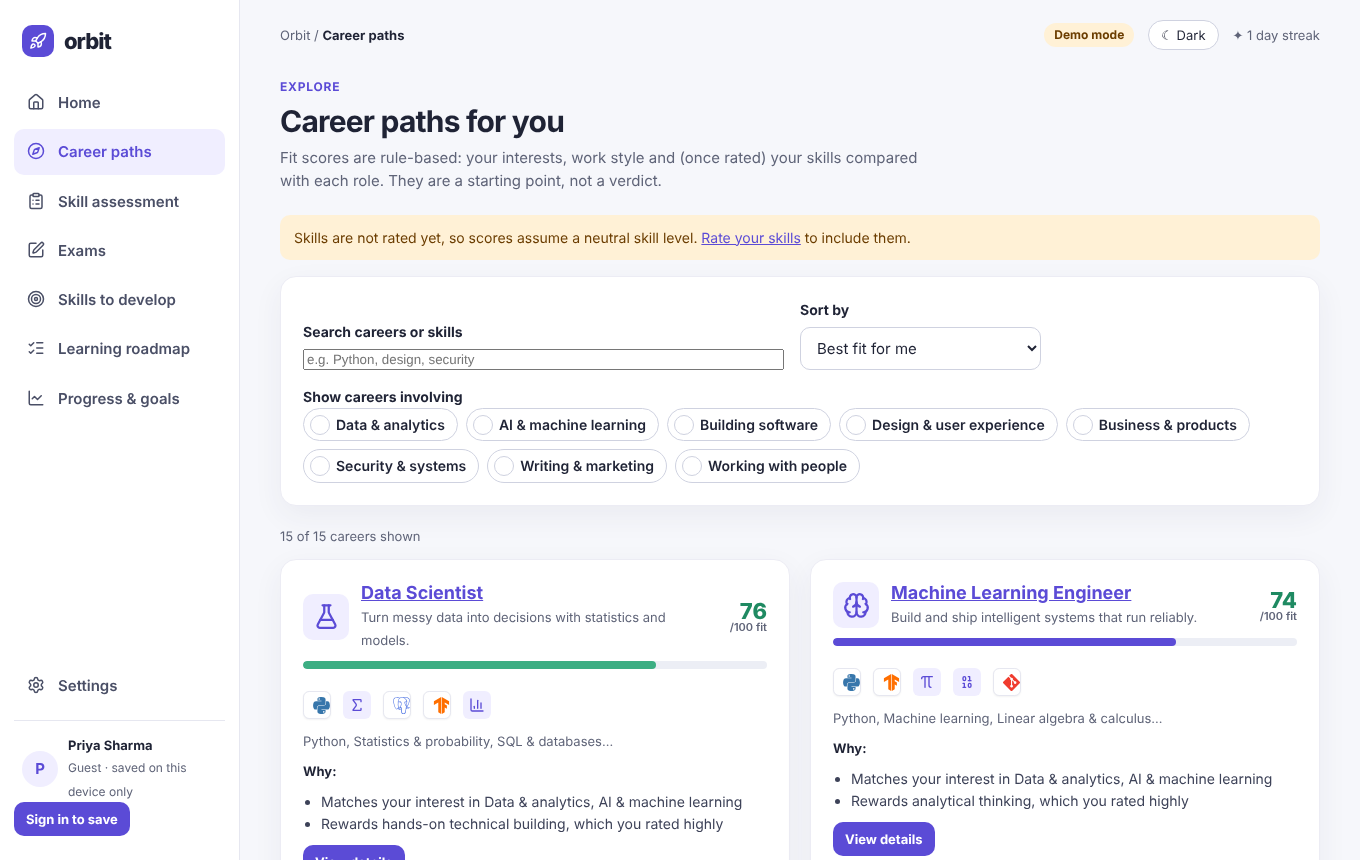 orbit
Home
Career paths
Skill assessment
Exams
Skills to develop
Learning roadmap
Progress & goals
Settings
Priya Sharma
P
Guest · saved on this
device only
Sign in to save
Orbit / Career paths
Demo mode
☾ Dark
✦ 1 day streak
EXPLORE
Career paths for you
Fit scores are rule-based: your interests, work style and (once rated) your skills compared
with each role. They are a starting point, not a verdict.
Skills are not rated yet, so scores assume a neutral skill level. Rate your skills to include them.
Search careers or skills
e.g. Python, design, security
Sort by
Best fit for me
Show careers involving
Data & analytics
AI & machine learning
Building software
Design & user experience
Business & products
Security & systems
Writing & marketing
Working with people
15 of 15 careers shown
Data Scientist
Turn messy data into decisions with statistics and
models.
76
/100 fit
Σ
Python, Statistics & probability, SQL & databases…
Why:
• Matches your interest in Data & analytics, AI & machine learning
• Rewards hands-on technical building, which you rated highly
View details
Machine Learning Engineer
Build and ship intelligent systems that run reliably.
74
/100 fit
π
01
10
Python, Machine learning, Linear algebra & calculus…
Why:
• Matches your interest in Data & analytics, AI & machine learning
• Rewards analytical thinking, which you rated highly
View details